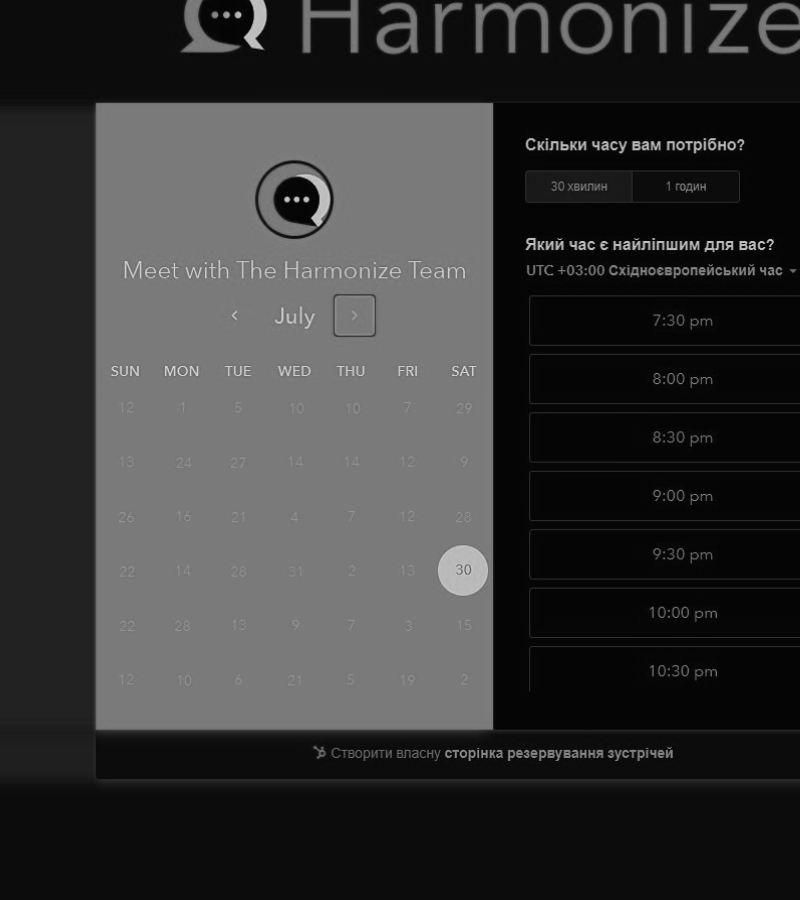 Harmonize
Meet with The Harmonize Team
July
SUN MON TUE WED THU FRI SAT
12 1 5 10 10 7 29
13 24 27 14 14 12 9
26 16 21 4 7 12 28
22 14 28 31 2 13 30
22 28 13 9 7 3 15
12 10 6 21 5 19 2
Скільки часу вам потрібно?
30 хвилин 1 годин
Який час є найліпшим для вас?
UTC +03:00 Східноєвропейський час
7:30 pm
8:00 pm
8:30 pm
9:00 pm
9:30 pm
10:00 pm
10:30 pm
Створити власну сторінка резервування зустрічей